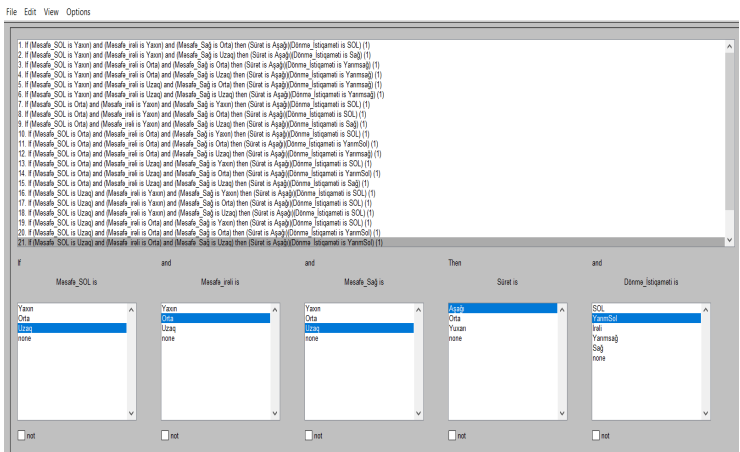 File Edit View Options
1. If (Məsafə_SOL is Yaxın) and (Məsafə_irəli is Yaxın) and (Məsafə_Sağ is Orta) then (Sürət is Aşağı)(Dönmə_İstiqaməti is SOL) (1)
2. If (Məsafə_SOL is Yaxın) and (Məsafə_irəli is Yaxın) and (Məsafə_Sağ is Uzaq) then (Sürət is Aşağı)(Dönmə_İstiqaməti is Sağ) (1)
3. If (Məsafə_SOL is Yaxın) and (Məsafə_irəli is Orta) and (Məsafə_Sağ is Orta) then (Sürət is Aşağı)(Dönmə_İstiqaməti is Yarımsağ) (1)
4. If (Məsafə_SOL is Yaxın) and (Məsafə_irəli is Orta) and (Məsafə_Sağ is Uzaq) then (Sürət is Aşağı)(Dönmə_İstiqaməti is Yarımsağ) (1)
5. If (Məsafə_SOL is Yaxın) and (Məsafə_irəli is Uzaq) and (Məsafə_Sağ is Orta) then (Sürət is Aşağı)(Dönmə_İstiqaməti is Yarımsağ) (1)
6. If (Məsafə_SOL is Yaxın) and (Məsafə_irəli is Uzaq) and (Məsafə_Sağ is Uzaq) then (Sürət is Aşağı)(Dönmə_İstiqaməti is Yarımsağ) (1)
7. If (Məsafə_SOL is Orta) and (Məsafə_irəli is Yaxın) and (Məsafə_Sağ is Yaxın) then (Sürət is Aşağı)(Dönmə_İstiqaməti is SOL) (1)
8. If (Məsafə_SOL is Orta) and (Məsafə_irəli is Yaxın) and (Məsafə_Sağ is Orta) then (Sürət is Aşağı)(Dönmə_İstiqaməti is SOL) (1)
9. If (Məsafə_SOL is Orta) and (Məsafə_irəli is Yaxın) and (Məsafə_Sağ is Uzaq) then (Sürət is Aşağı)(Dönmə_İstiqaməti is Sağ) (1)
10. If (Məsafə_SOL is Orta) and (Məsafə_irəli is Orta) and (Məsafə_Sağ is Yaxın) then (Sürət is Aşağı)(Dönmə_İstiqaməti is SOL) (1)
11. If (Məsafə_SOL is Orta) and (Məsafə_irəli is Orta) and (Məsafə_Sağ is Orta) then (Sürət is Aşağı)(Dönmə_İstiqaməti is YarımSol) (1)
12. If (Məsafə_SOL is Orta) and (Məsafə_irəli is Orta) and (Məsafə_Sağ is Uzaq) then (Sürət is Aşağı)(Dönmə_İstiqaməti is Yarımsağ) (1)
13. If (Məsafə_SOL is Orta) and (Məsafə_irəli is Uzaq) and (Məsafə_Sağ is Yaxın) then (Sürət is Aşağı)(Dönmə_İstiqaməti is SOL) (1)
14. If (Məsafə_SOL is Orta) and (Məsafə_irəli is Uzaq) and (Məsafə_Sağ is Orta) then (Sürət is Aşağı)(Dönmə_İstiqaməti is YarımSol) (1)
15. If (Məsafə_SOL is Orta) and (Məsafə_irəli is Uzaq) and (Məsafə_Sağ is Uzaq) then (Sürət is Aşağı)(Dönmə_İstiqaməti is Sağ) (1)
16. If (Məsafə_SOL is Uzaq) and (Məsafə_irəli is Yaxın) and (Məsafə_Sağ is Yaxın) then (Sürət is Aşağı)(Dönmə_İstiqaməti is SOL) (1)
17. If (Məsafə_SOL is Uzaq) and (Məsafə_irəli is Yaxın) and (Məsafə_Sağ is Orta) then (Sürət is Aşağı)(Dönmə_İstiqaməti is SOL) (1)
18. If (Məsafə_SOL is Uzaq) and (Məsafə_irəli is Yaxın) and (Məsafə_Sağ is Uzaq) then (Sürət is Aşağı)(Dönmə_İstiqaməti is SOL) (1)
19. If (Məsafə_SOL is Uzaq) and (Məsafə_irəli is Orta) and (Məsafə_Sağ is Yaxın) then (Sürət is Aşağı)(Dönmə_İstiqaməti is SOL) (1)
20. If (Məsafə_SOL is Uzaq) and (Məsafə_irəli is Orta) and (Məsafə_Sağ is Orta) then (Sürət is Aşağı)(Dönmə_İstiqaməti is YarımSol) (1)
21. If (Məsafə_SOL is Uzaq) and (Məsafə_irəli is Orta) and (Məsafə_Sağ is Uzaq) then (Sürət is Aşağı)(Dönmə_İstiqaməti is YarımSol) (1)
If and and Then and
Məsafə_SOL is Məsafə_irəli is Məsafə_Sağ is Sürət is Dönmə_İstiqaməti is
Yaxın Yaxın Yaxın Aşağı SOL
Orta Orta Orta Orta YarımSol
Uzaq Uzaq Uzaq Yuxarı İrəli
none none none none Yarımsağ
Sağ
none
not not not not not